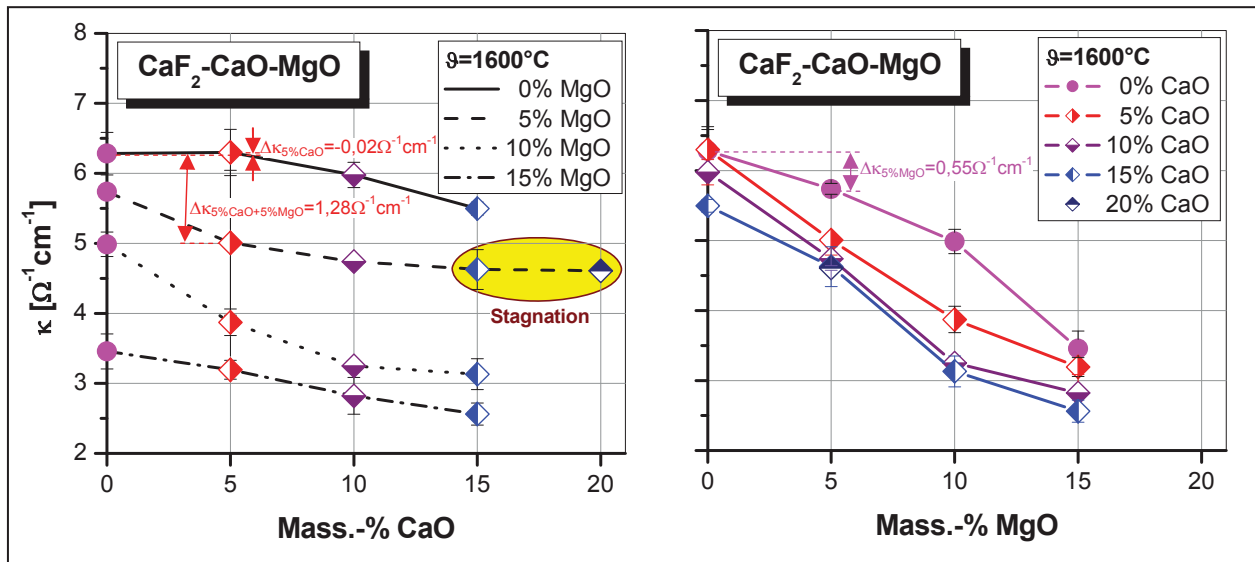 CaF2-CaO-MgO
ϑ=1600°C
0% MgO
5% MgO
10% MgO
15% MgO
Δκ5%CaO=-0,02Ω-1cm-1
Δκ5%CaO+5%MgO=1,28Ω-1cm-1
Stagnation
8
7
6
5
4
3
2
κ [Ω-1cm-1]
0 5 10 15 20
Mass.-% CaO
CaF2-CaO-MgO
ϑ=1600°C
0% CaO
5% CaO
10% CaO
15% CaO
20% CaO
Δκ5%MgO=0,55Ω-1cm-1
0 5 10 15 20
Mass.-% MgO